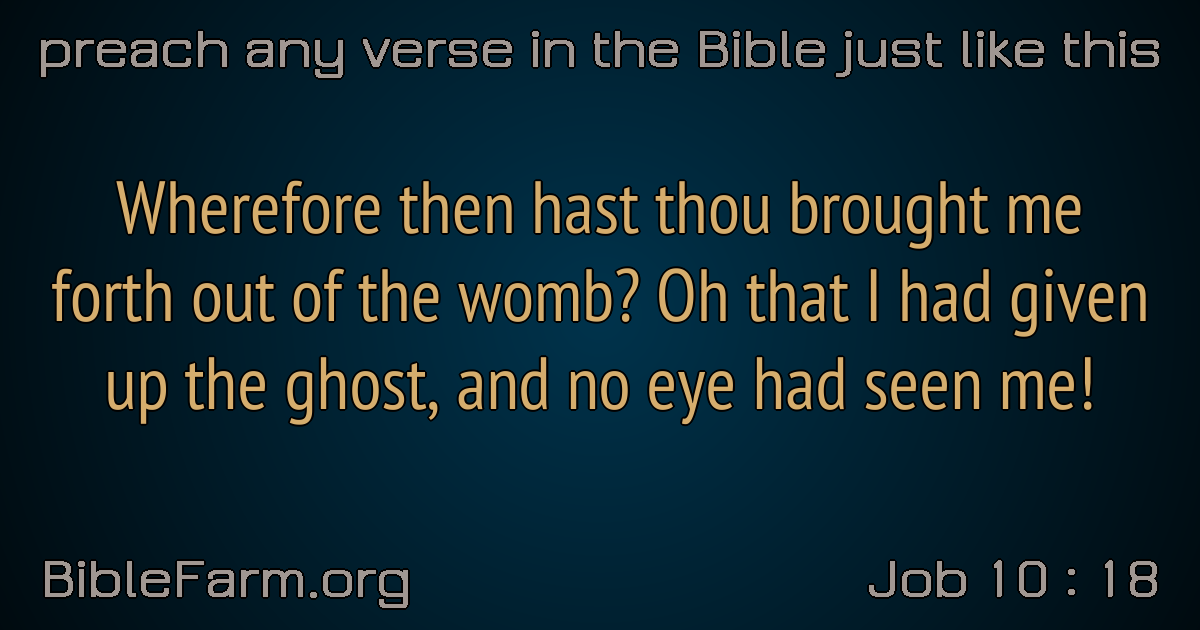 preach any verse in the Bible just like this
Wherefore then hast thou brought me
forth out of the womb? Oh that I had given
up the ghost, and no eye had seen me!
BibleFarm.org
Job 10 : 18